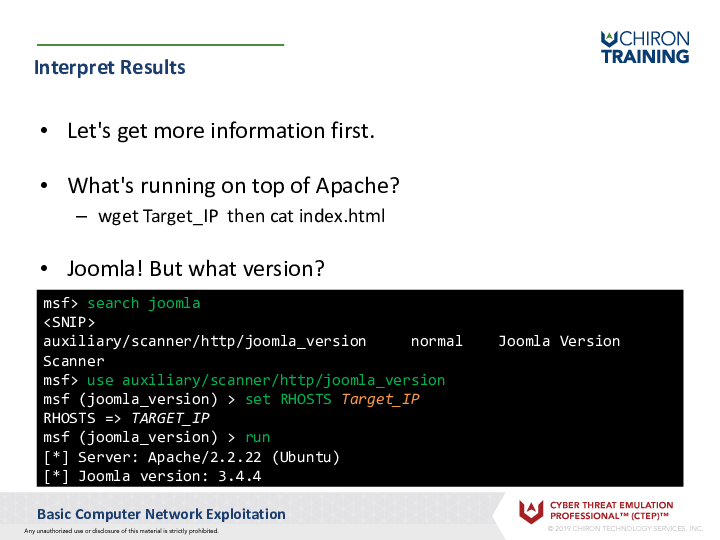 CHIRON
TRAINING
Interpret Results
• Let's get more information first.
• What's running on top of Apache?
– wget Target_IP then cat index.html
• Joomla! But what version?
msf> search joomla
<SNIP>
auxiliary/scanner/http/joomla_version normal Joomla Version
Scanner
msf> use auxiliary/scanner/http/joomla_version
msf (joomla_version) > set RHOSTS Target_IP
RHOSTS => TARGET_IP
msf (joomla_version) > run
[*] Server: Apache/2.2.22 (Ubuntu)
[*] Joomla version: 3.4.4
Basic Computer Network Exploitation
CYBER THREAT EMULATION
PROFESSIONAL™ (CTEP)™
Any unauthorized use or disclosure of this material is strictly prohibited.
© 2019 CHIRON TECHNOLOGY SERVICES, INC.